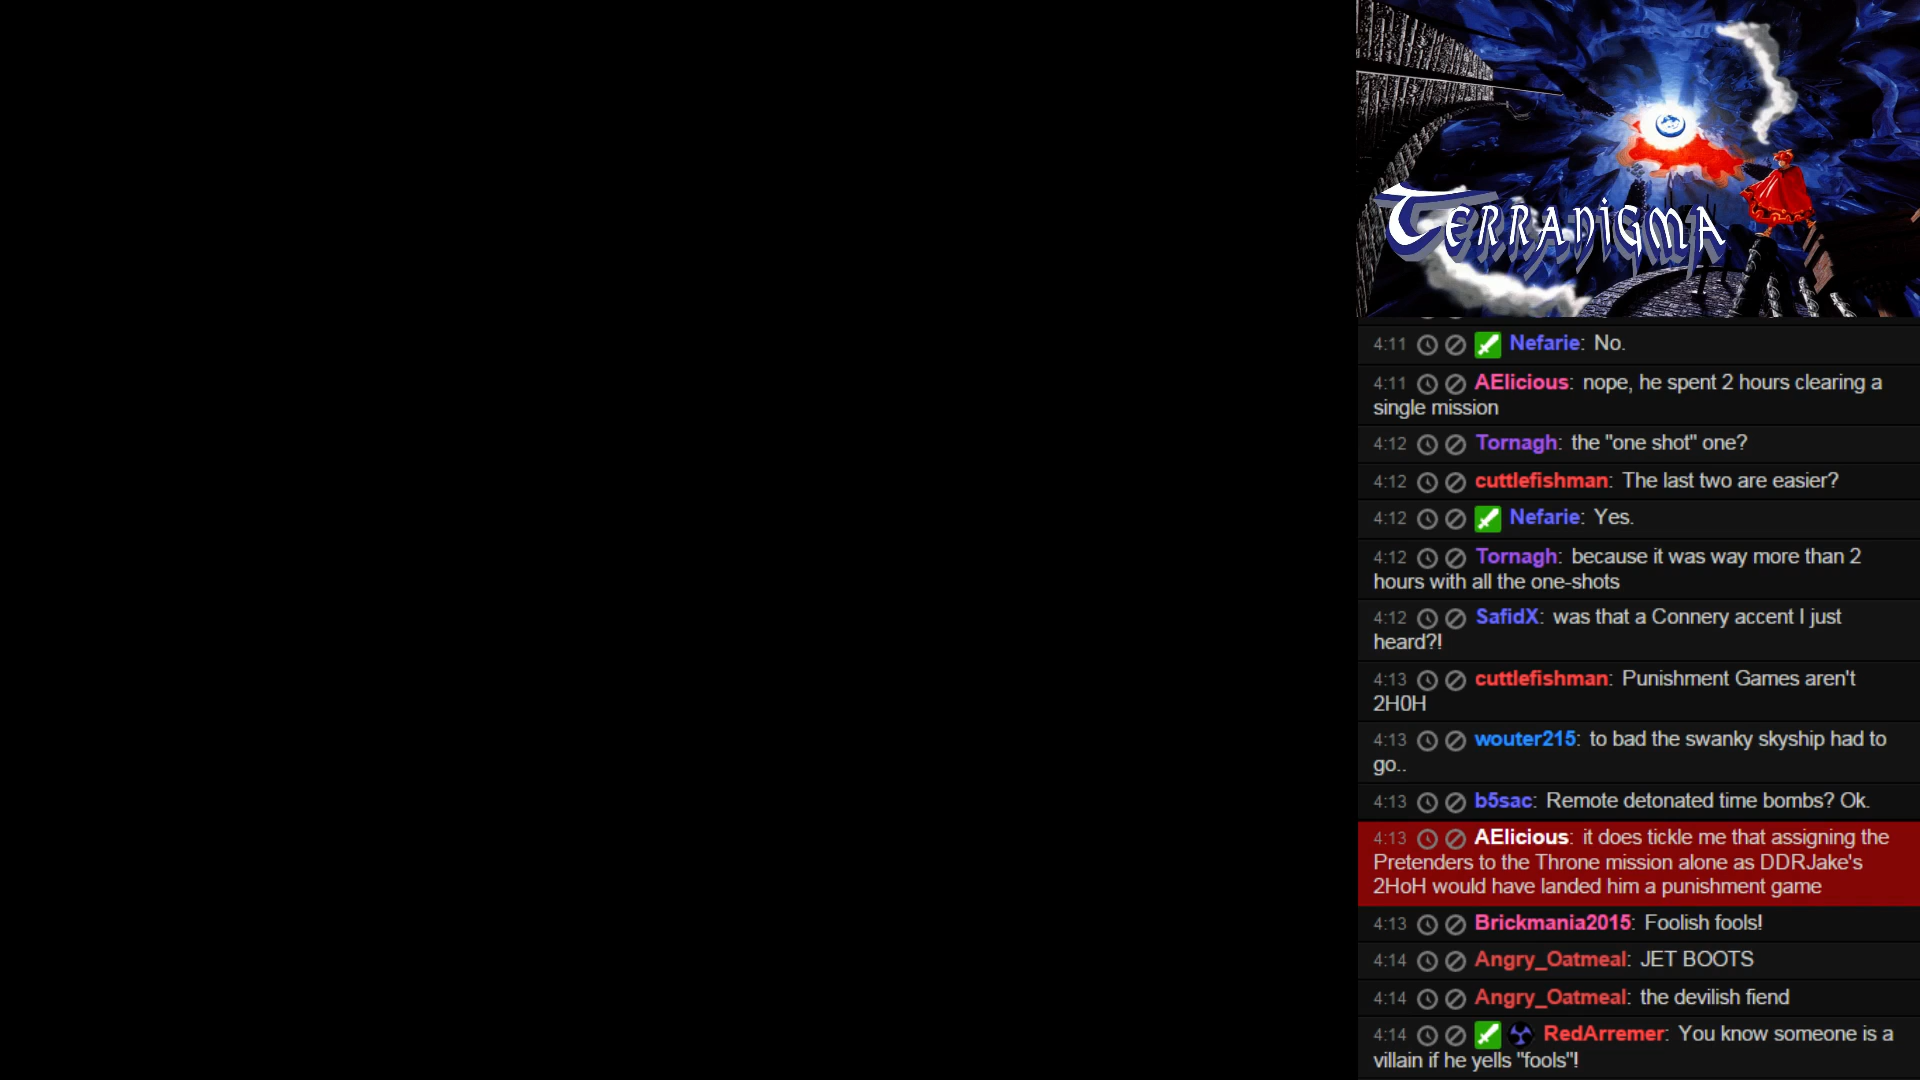 TERRANIGMA
4:11 Nefarie: No.
4:11 AElicious: nope, he spent 2 hours clearing a
single mission
4:12 Tornagh: the "one shot" one?
4:12 cuttlefishman: The last two are easier?
4:12 Nefarie: Yes.
4:12 Tornagh: because it was way more than 2
hours with all the one-shots
4:12 SafidX: was that a Connery accent I just
heard?!
4:13 cuttlefishman: Punishment Games aren't
2H0H
4:13 wouter215: to bad the swanky skyship had to
go..
4:13 b5sac: Remote detonated time bombs? Ok.
4:13 AElicious: it does tickle me that assigning the
Pretenders to the Throne mission alone as DDRJake's
2HoH would have landed him a punishment game
4:13 Brickmania2015: Foolish fools!
4:14 Angry_Oatmeal: JET BOOTS
4:14 Angry_Oatmeal: the devilish fiend
4:14 RedArremer: You know someone is a
villain if he yells "fools"!